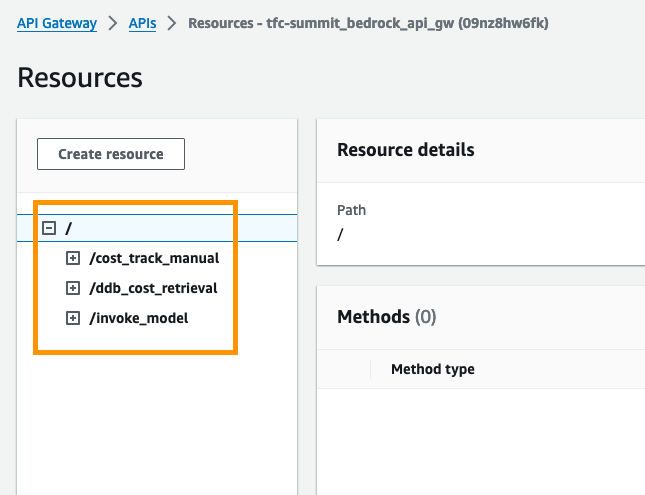 API Gateway > APIs > Resources - tfc-summit_bedrock_api_gw (09nz8hw6fk)
Resources
Create resource
/
/cost_track_manual
/ddb_cost_retrieval
/invoke_model
Resource details
Path
/
Methods (0)
Method type